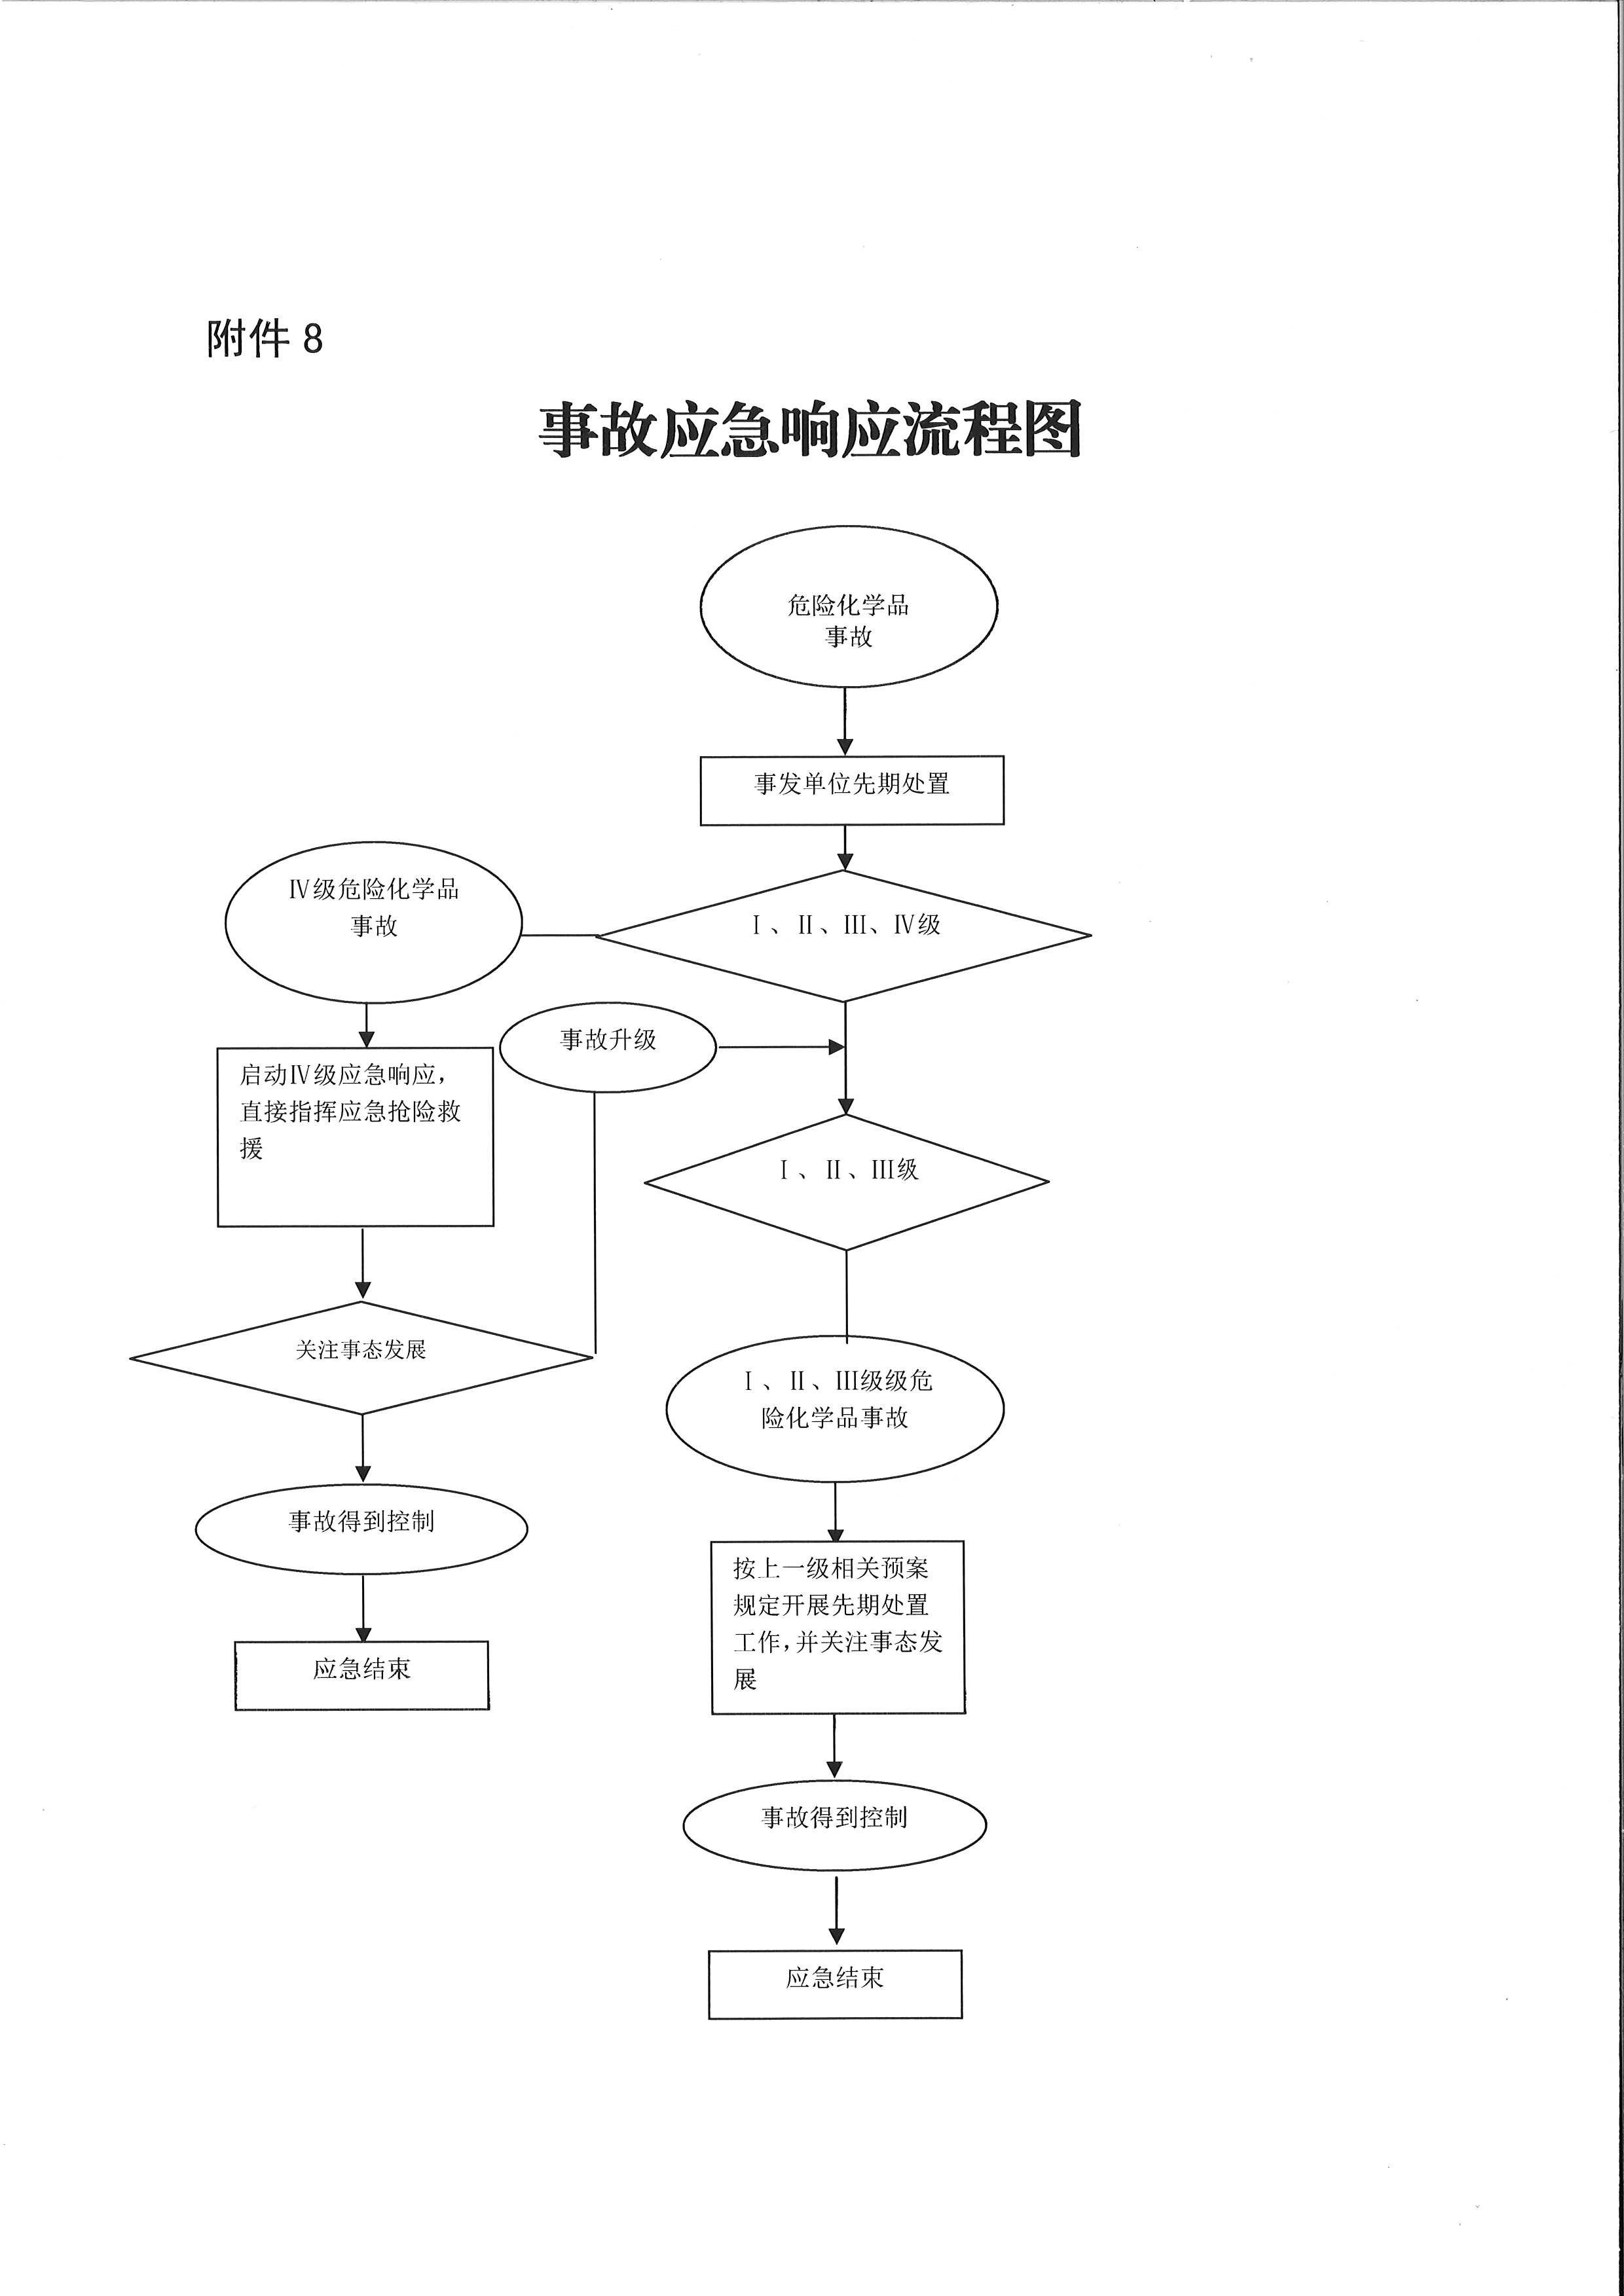 附件 8
事故应急响应流程图
危险化学品
事故
事发单位先期处置
Ⅳ级危险化学品
事故
Ⅰ、Ⅱ、Ⅲ、Ⅳ级
事故升级
启动Ⅳ级应急响应，
直接指挥应急抢险救
援
Ⅰ、Ⅱ、Ⅲ级
关注事态发展
Ⅰ、Ⅱ、Ⅲ级级危
险化学品事故
事故得到控制
按上一级相关预案
规定开展先期处置
工作，并关注事态发
展
应急结束
事故得到控制
应急结束